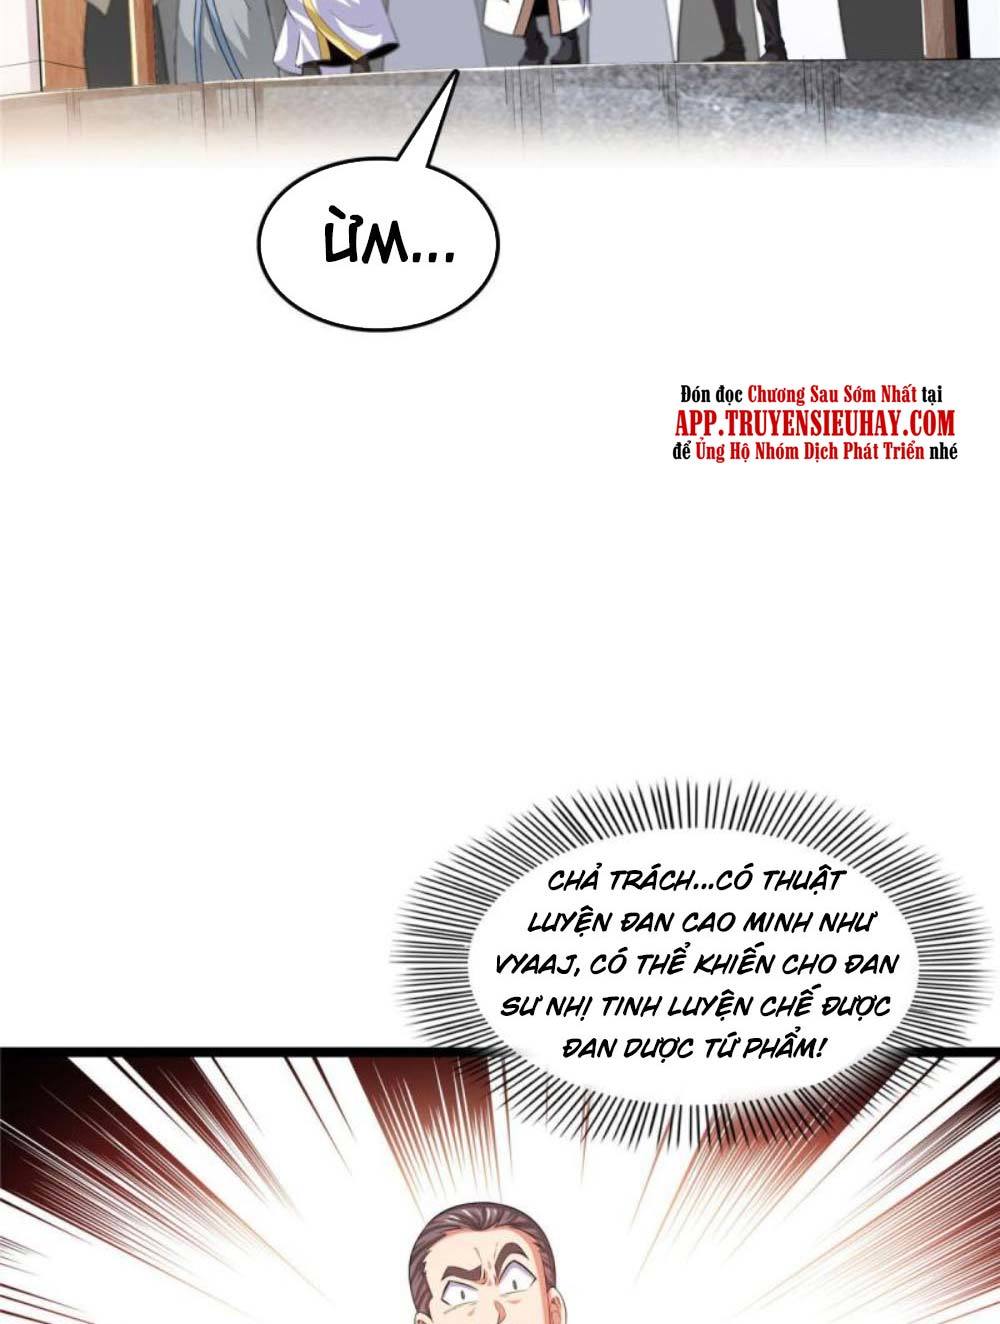 ỪM...
Đón đọc Chương Sau Sớm Nhất tại
APP.TRUYENSIEUHAY.COM
để Ủng Hộ Nhóm Dịch Phát Triển nhé
CHẢ TRÁCH...CÓ THUẬT
LUYỆN ĐAN CAO MINH NHƯ
VYAAJ, CÓ THỂ KHIẾN CHO ĐAN
SƯ NHỊ TINH LUYỆN CHẾ ĐƯỢC
ĐAN DƯỢC TỨ PHẨM!